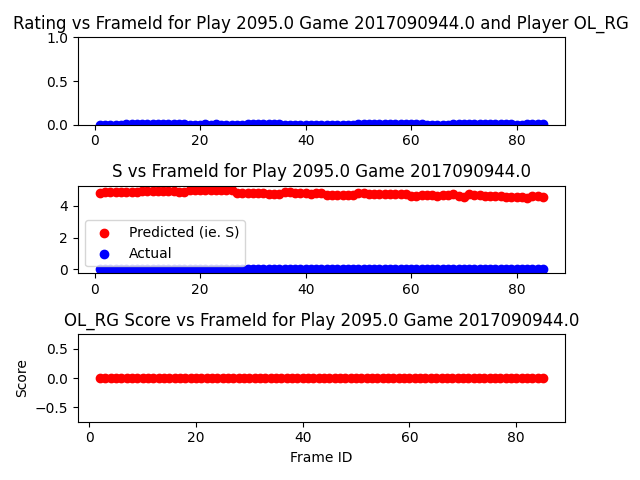 Rating vs FrameId for Play 2095.0 Game 2017090944.0 and Player OL_RG
1.0
0.5
0.0
0 20 40 60 80
S vs FrameId for Play 2095.0 Game 2017090944.0
4
2
0
Predicted (ie. S)
Actual
0 20 40 60 80
OL_RG Score vs FrameId for Play 2095.0 Game 2017090944.0
Score
0.5
0.0
−0.5
0 20 40 60 80
Frame ID